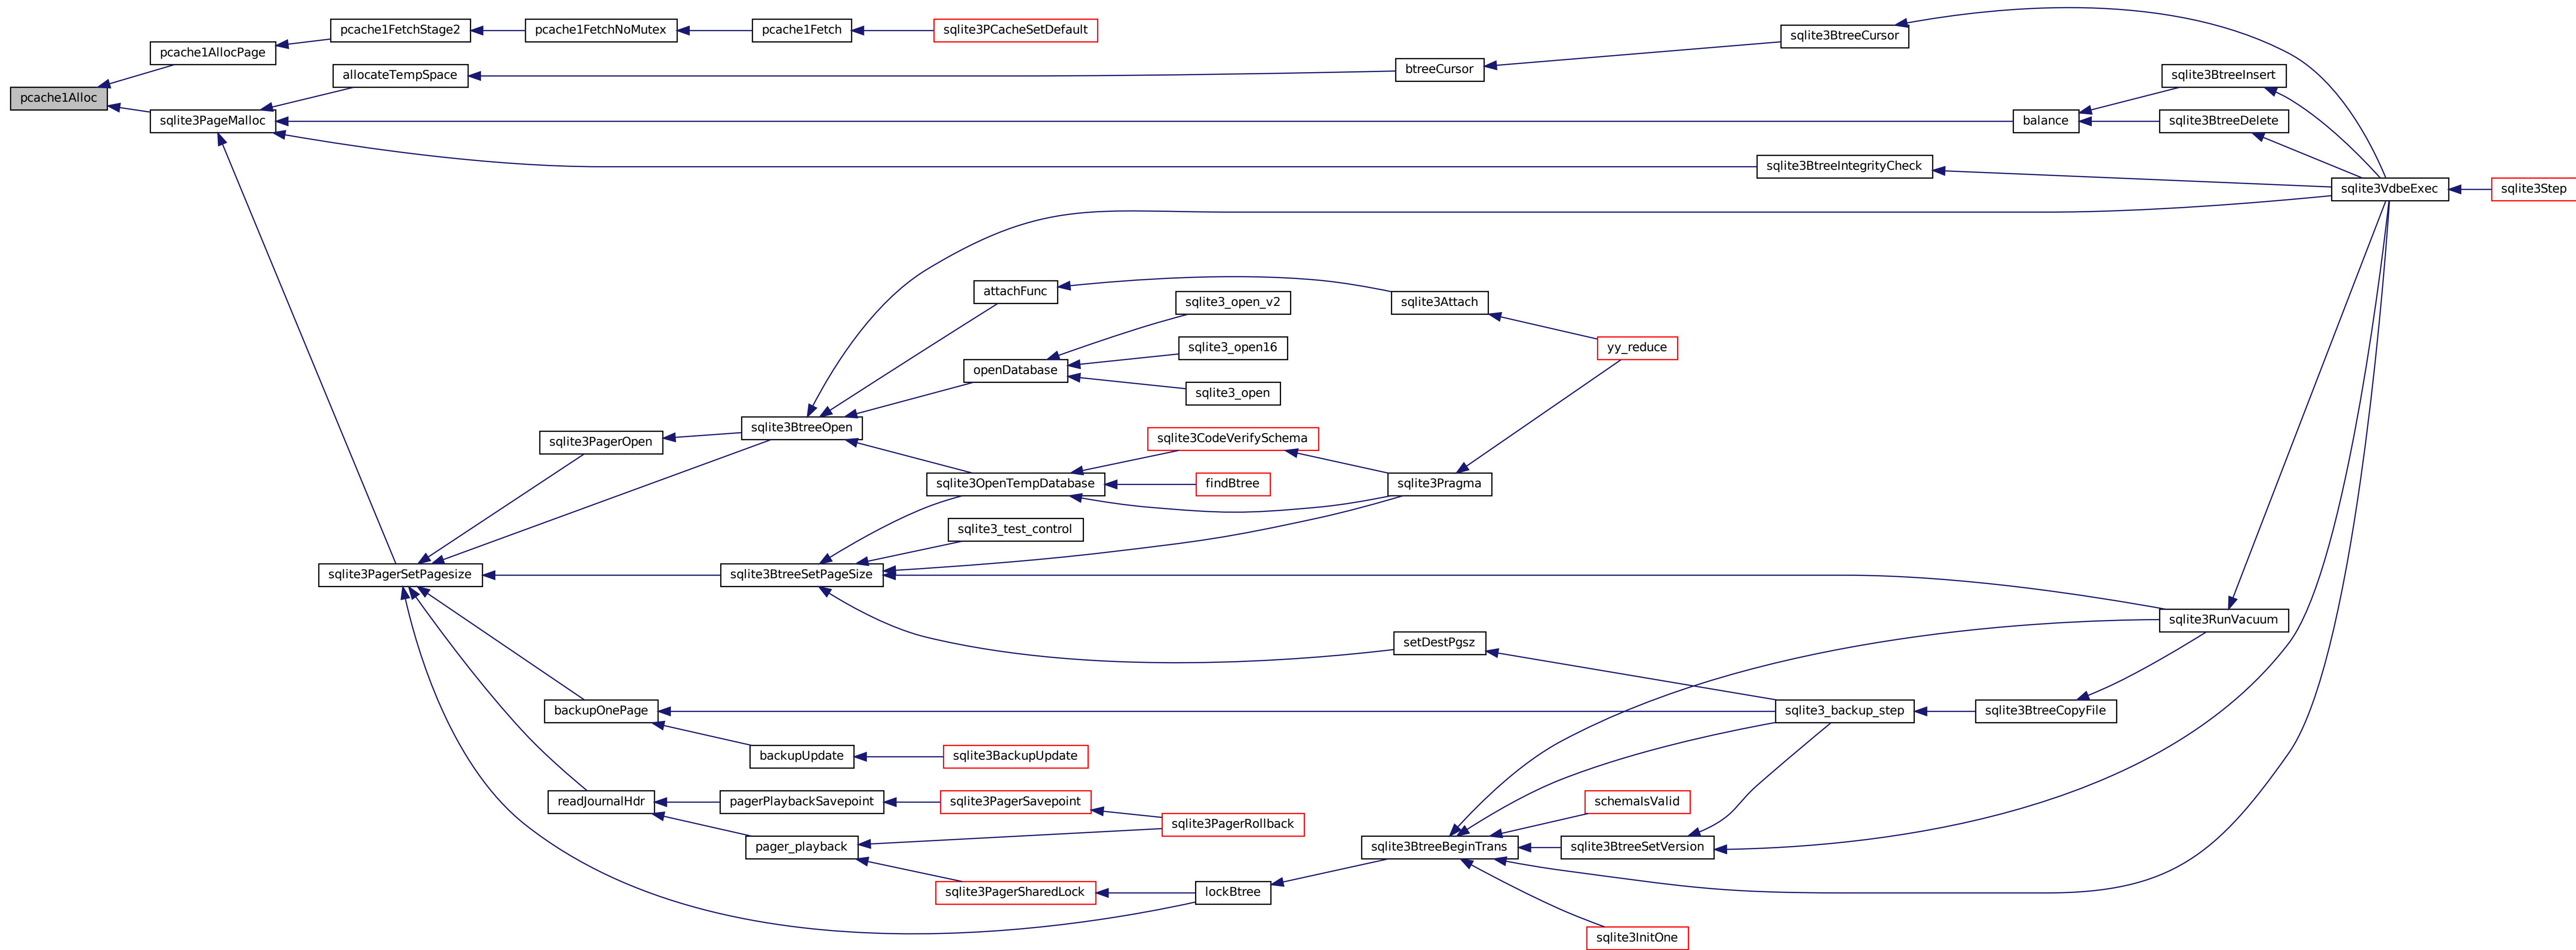 pcache1Alloc
pcache1AllocPage
pcache1FetchStage2
pcache1FetchNoMutex
pcache1Fetch
sqlite3PCacheSetDefault
sqlite3PageMalloc
allocateTempSpace
btreeCursor
sqlite3BtreeCursor
sqlite3VdbeExec
sqlite3Step
balance
sqlite3BtreeInsert
sqlite3BtreeDelete
sqlite3BtreeIntegrityCheck
sqlite3PagerSetPagesize
sqlite3PagerOpen
sqlite3BtreeOpen
attachFunc
sqlite3Attach
yy_reduce
openDatabase
sqlite3_open_v2
sqlite3_open16
sqlite3_open
sqlite3OpenTempDatabase
sqlite3CodeVerifySchema
findBtree
sqlite3Pragma
sqlite3BtreeSetPageSize
sqlite3_test_control
setDestPgsz
sqlite3RunVacuum
backupOnePage
sqlite3_backup_step
sqlite3BtreeCopyFile
backupUpdate
sqlite3BackupUpdate
readJournalHdr
pagerPlaybackSavepoint
sqlite3PagerSavepoint
sqlite3PagerRollback
pager_playback
sqlite3PagerSharedLock
lockBtree
sqlite3BtreeBeginTrans
schemaIsValid
sqlite3BtreeSetVersion
sqlite3InitOne